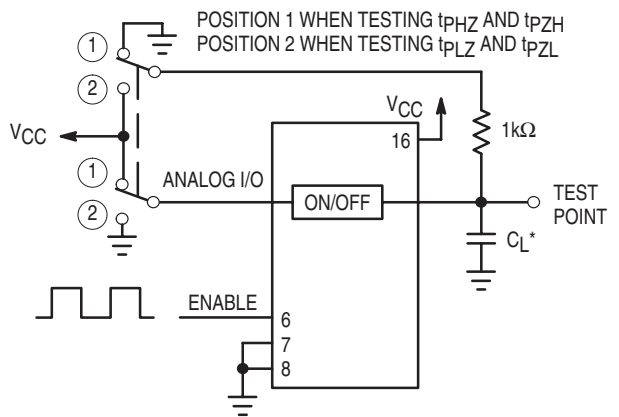 POSITION 1 WHEN TESTING tPHZ AND tPZH
POSITION 2 WHEN TESTING tPLZ AND tPZL
1
2
VCC
VCC
16
1kΩ
1
ANALOG I/O
ON/OFF
TEST
POINT
2
CL*
ENABLE
6
7
8